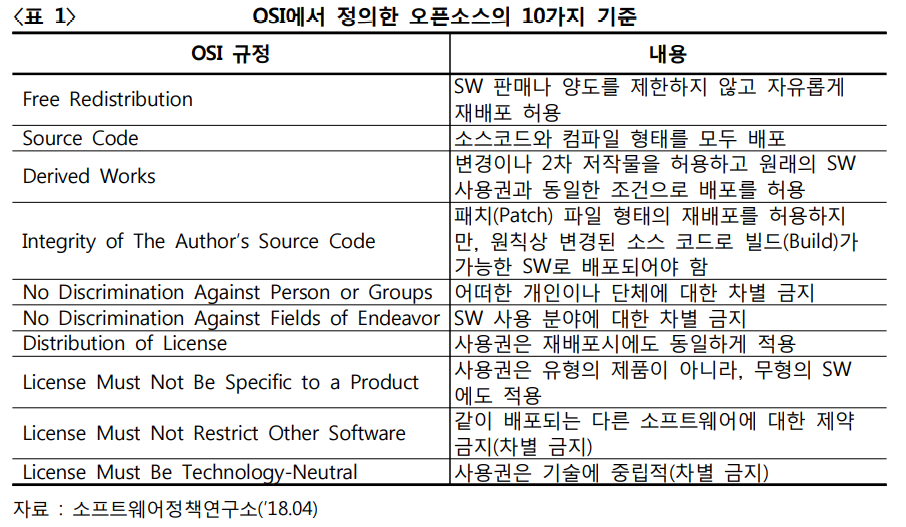 <표 1> OSI에서 정의한 오픈소스의 10가지 기준
OSI 규정 내용
Free Redistribution
SW 판매나 양도를 제한하지 않고 자유롭게
재배포 허용
Source Code
소스코드와 컴파일 형태를 모두 배포
Derived Works
변경이나 2차 저작물을 허용하고 원래의 SW
사용권과 동일한 조건으로 배포를 허용
Integrity of The Author's Source Code
패치(Patch) 파일 형태의 재배포를 허용하지
만, 원칙상 변경된 소스 코드로 빌드(Build)가
가능한 SW로 배포되어야 함
No Discrimination Against Person or Groups
어떠한 개인이나 단체에 대한 차별 금지
No Discrimination Against Fields of Endeavor
SW 사용 분야에 대한 차별 금지
Distribution of License
사용권은 재배포시에도 동일하게 적용
License Must Not Be Specific to a Product
사용권은 유형의 제품이 아니라, 무형의 SW
에도 적용
License Must Not Restrict Other Software
같이 배포되는 다른 소프트웨어에 대한 제약
금지(차별 금지)
License Must Be Technology-Neutral
사용권은 기술에 중립적(차별 금지)
자료 : 소프트웨어정책연구소('18.04)